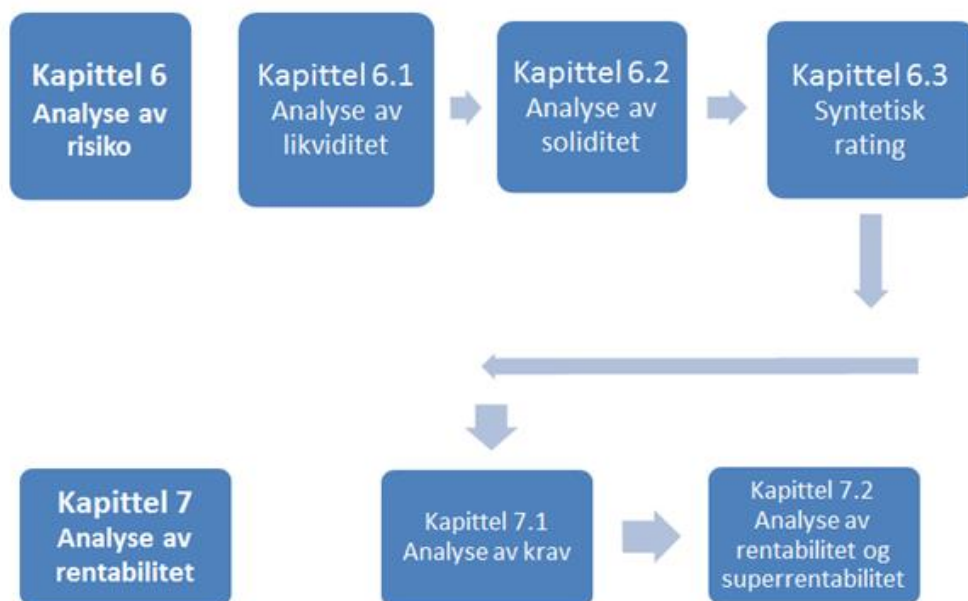 Kapittel 6
Analyse av
risiko
Kapittel 6.1
Analyse av
likviditet
Kapittel 6.2
Analyse av
soliditet
Kapittel 6.3
Syntetisk
rating
Kapittel 7
Analyse av
rentabilitet
Kapittel 7.1
Analyse av krav
Kapittel 7.2
Analyse av
rentabilitet og
superrentabilitet